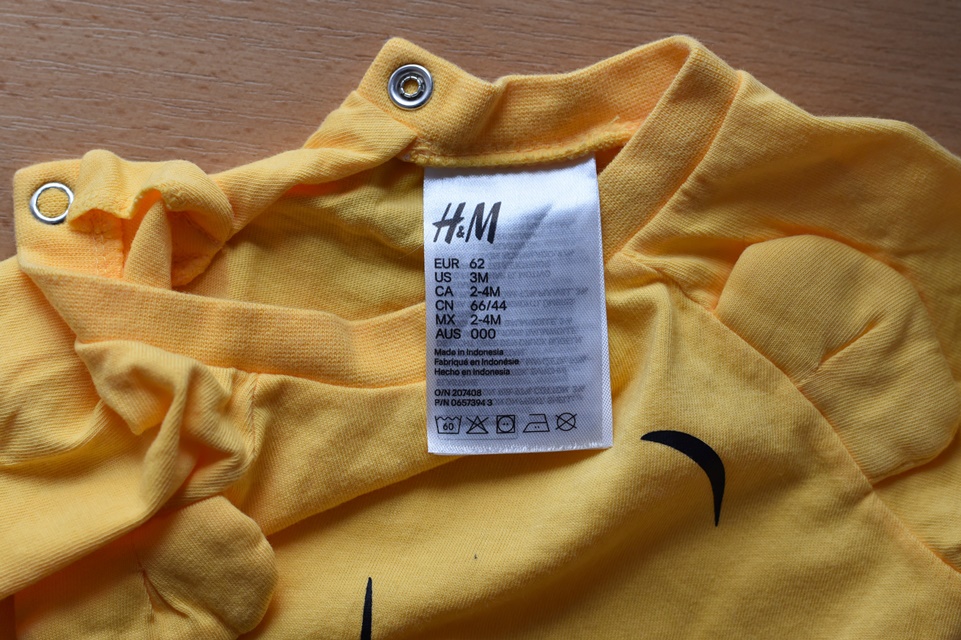 H&M
EUR 62
US 3M
CA 2-4M
CN 66/44
MX 2-4M
AUS 000
Made in Indonesia
Fabriqué en Indonésie
Hecho en Indonesia
O/N 207408
P/N 0657394 3
60